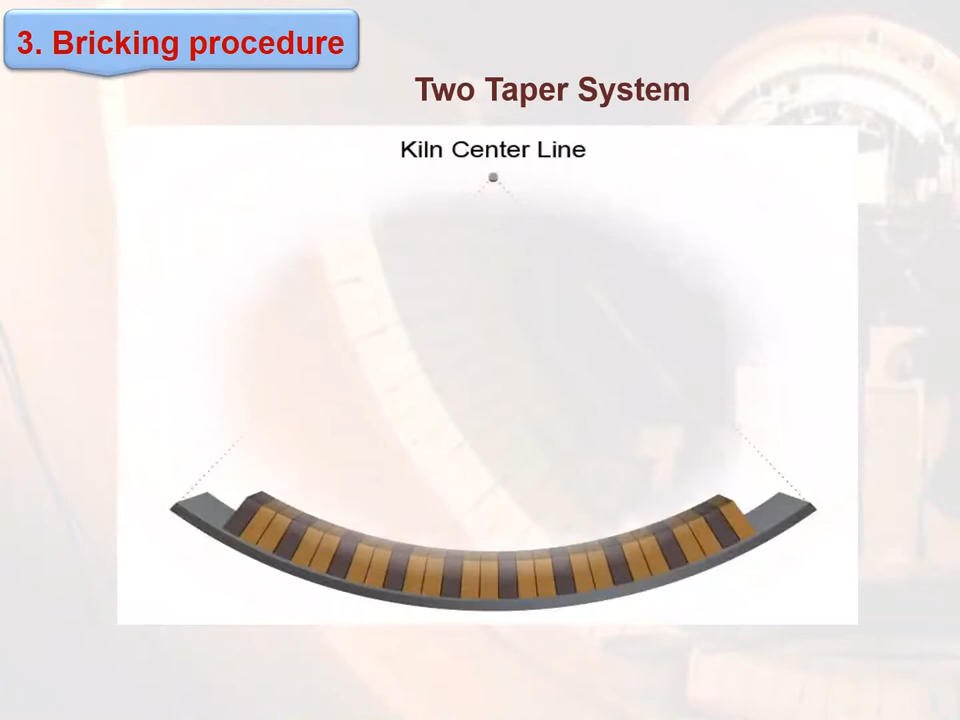 3. Bricking procedure
Two Taper System
Kiln Center Line